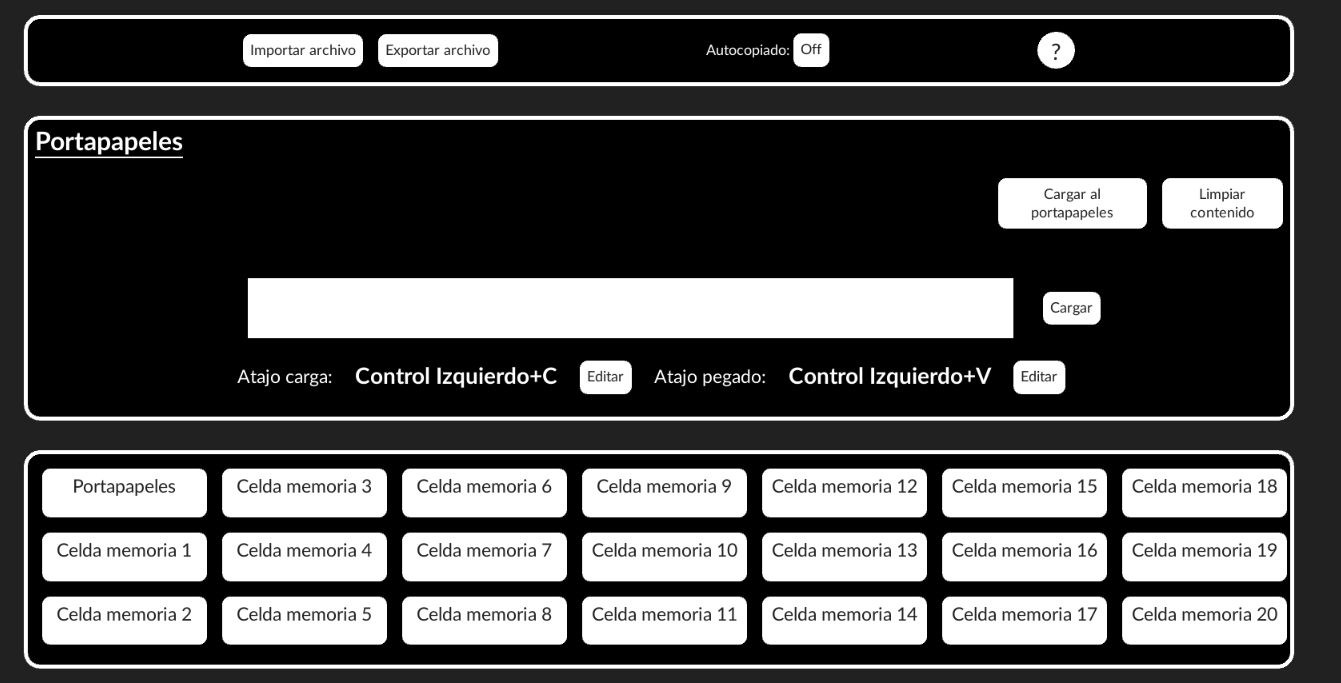 Importar archivo Exportar archivo Autocopiado: Off ?
Portapapeles
Cargar al portapapeles
Limpiar contenido
Cargar
Atajo carga: Control Izquierdo+C Editar Atajo pegado: Control Izquierdo+V Editar
Portapapeles Celda memoria 3 Celda memoria 6 Celda memoria 9 Celda memoria 12 Celda memoria 15 Celda memoria 18
Celda memoria 1 Celda memoria 4 Celda memoria 7 Celda memoria 10 Celda memoria 13 Celda memoria 16 Celda memoria 19
Celda memoria 2 Celda memoria 5 Celda memoria 8 Celda memoria 11 Celda memoria 14 Celda memoria 17 Celda memoria 20